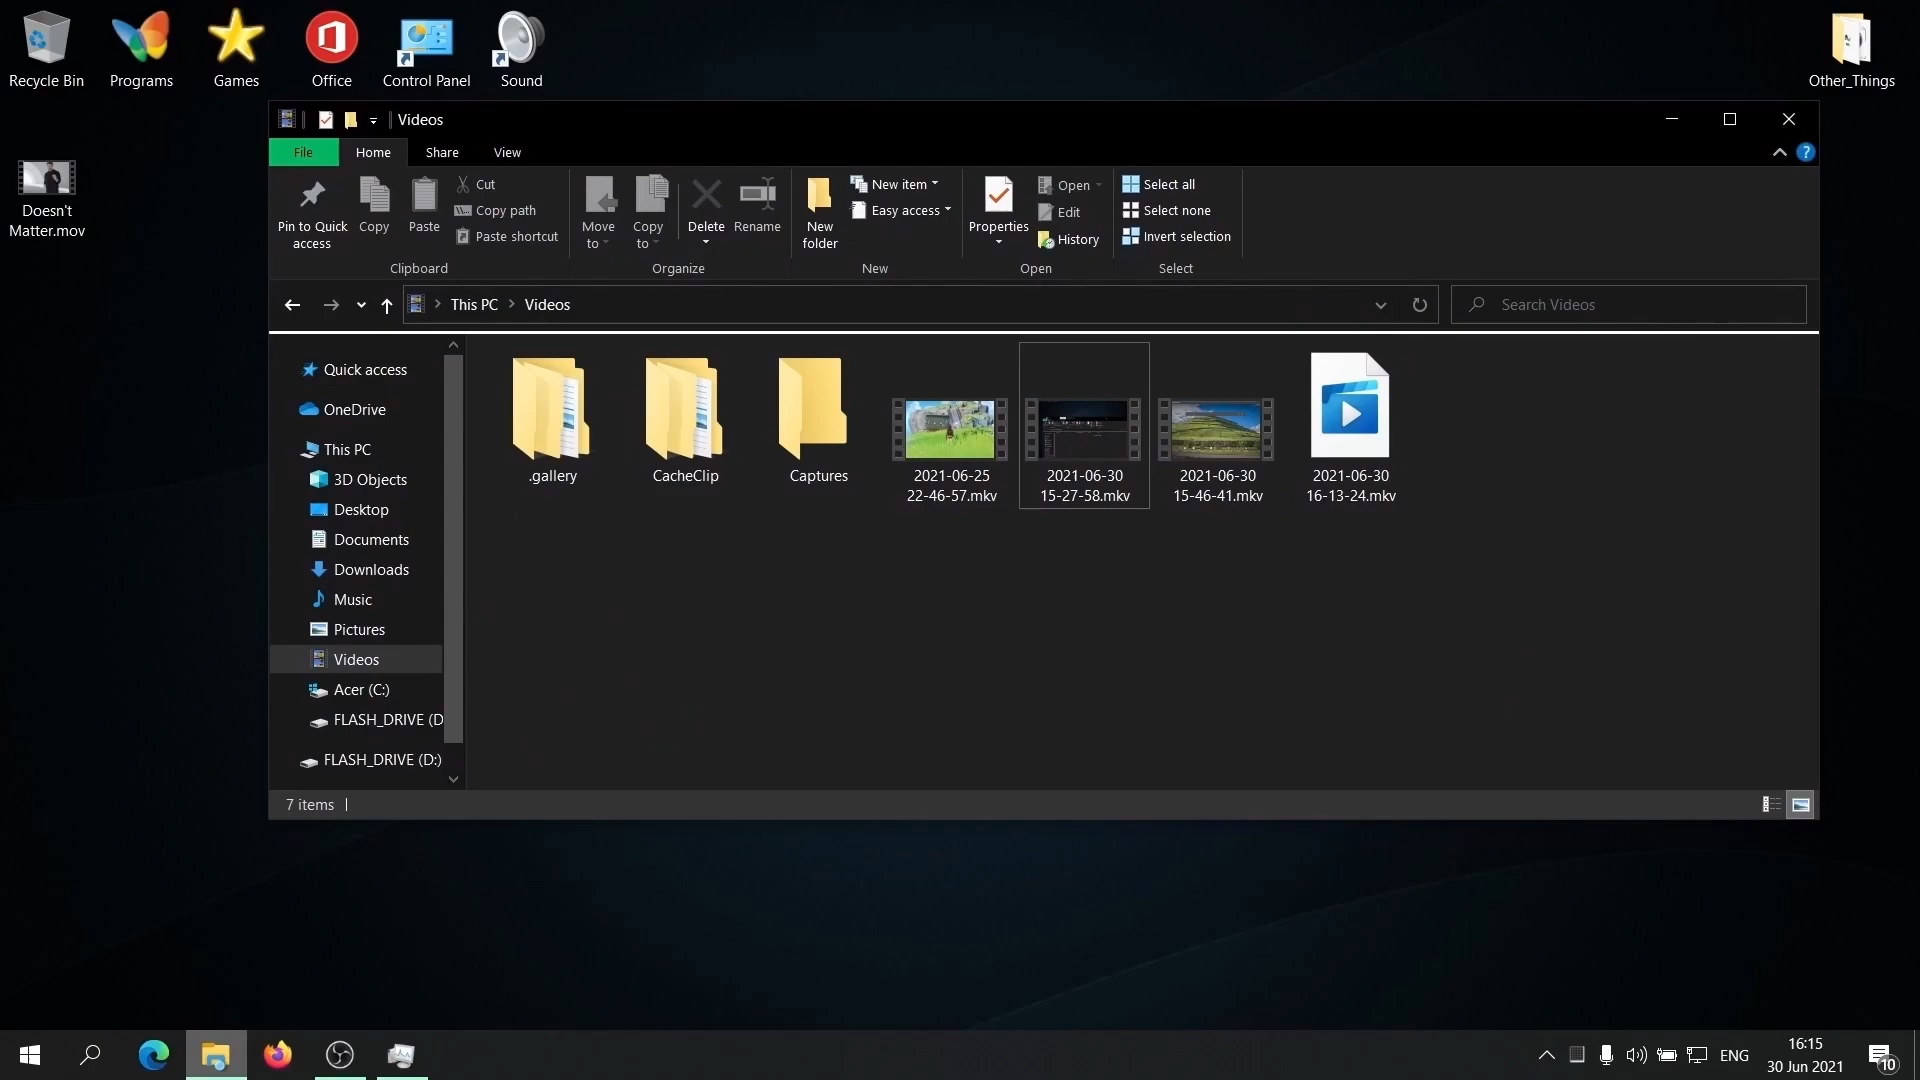 Recycle Bin
Programs
Games
Office
Control Panel
Sound
Other_Things
Doesn't
Matter.mov
Videos
File
Home
Share
View
?
Pin to Quick
access
Copy
Paste
Cut
Copy path
Paste shortcut
Clipboard
Move
to
Copy
to
Delete
Rename
Organize
New
folder
New item
Easy access
New
Properties
Open
Edit
History
Open
Select all
Select none
Invert selection
Select
This PC
Videos
Search Videos
Quick access
OneDrive
This PC
3D Objects
Desktop
Documents
Downloads
Music
Pictures
Videos
Acer (C:)
FLASH_DRIVE (D
FLASH_DRIVE (D:)
.gallery
CacheClip
Captures
2021-06-25
22-46-57.mkv
2021-06-30
15-27-58.mkv
2021-06-30
15-46-41.mkv
2021-06-30
16-13-24.mkv
7 items
ENG
16:15
30 Jun 2021
10